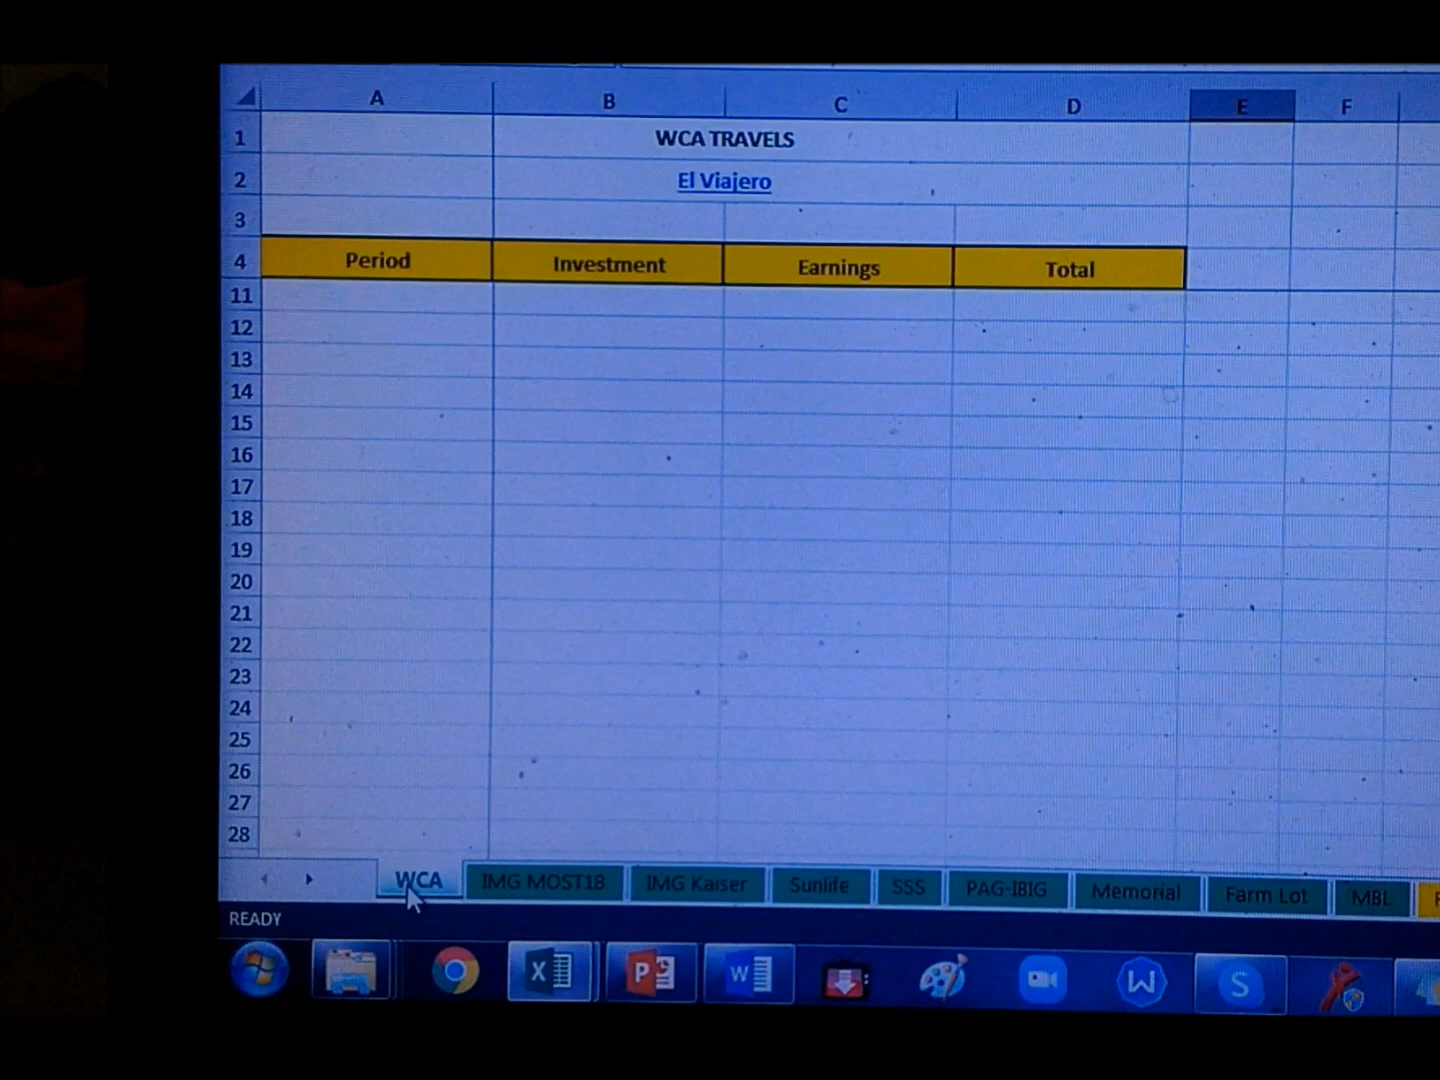 A B C D E F
1 WCA TRAVELS
2 El Viajero
3
4 Period Investment Earnings Total
11
12
13
14
15
16
17
18
19
20
21
22
23
24
25
26
27
28
WCA IMG MOST18 IMG Kaiser Sunlife SSS PAG-IBIG Memorial Farm Lot MBL
READY
X P W S